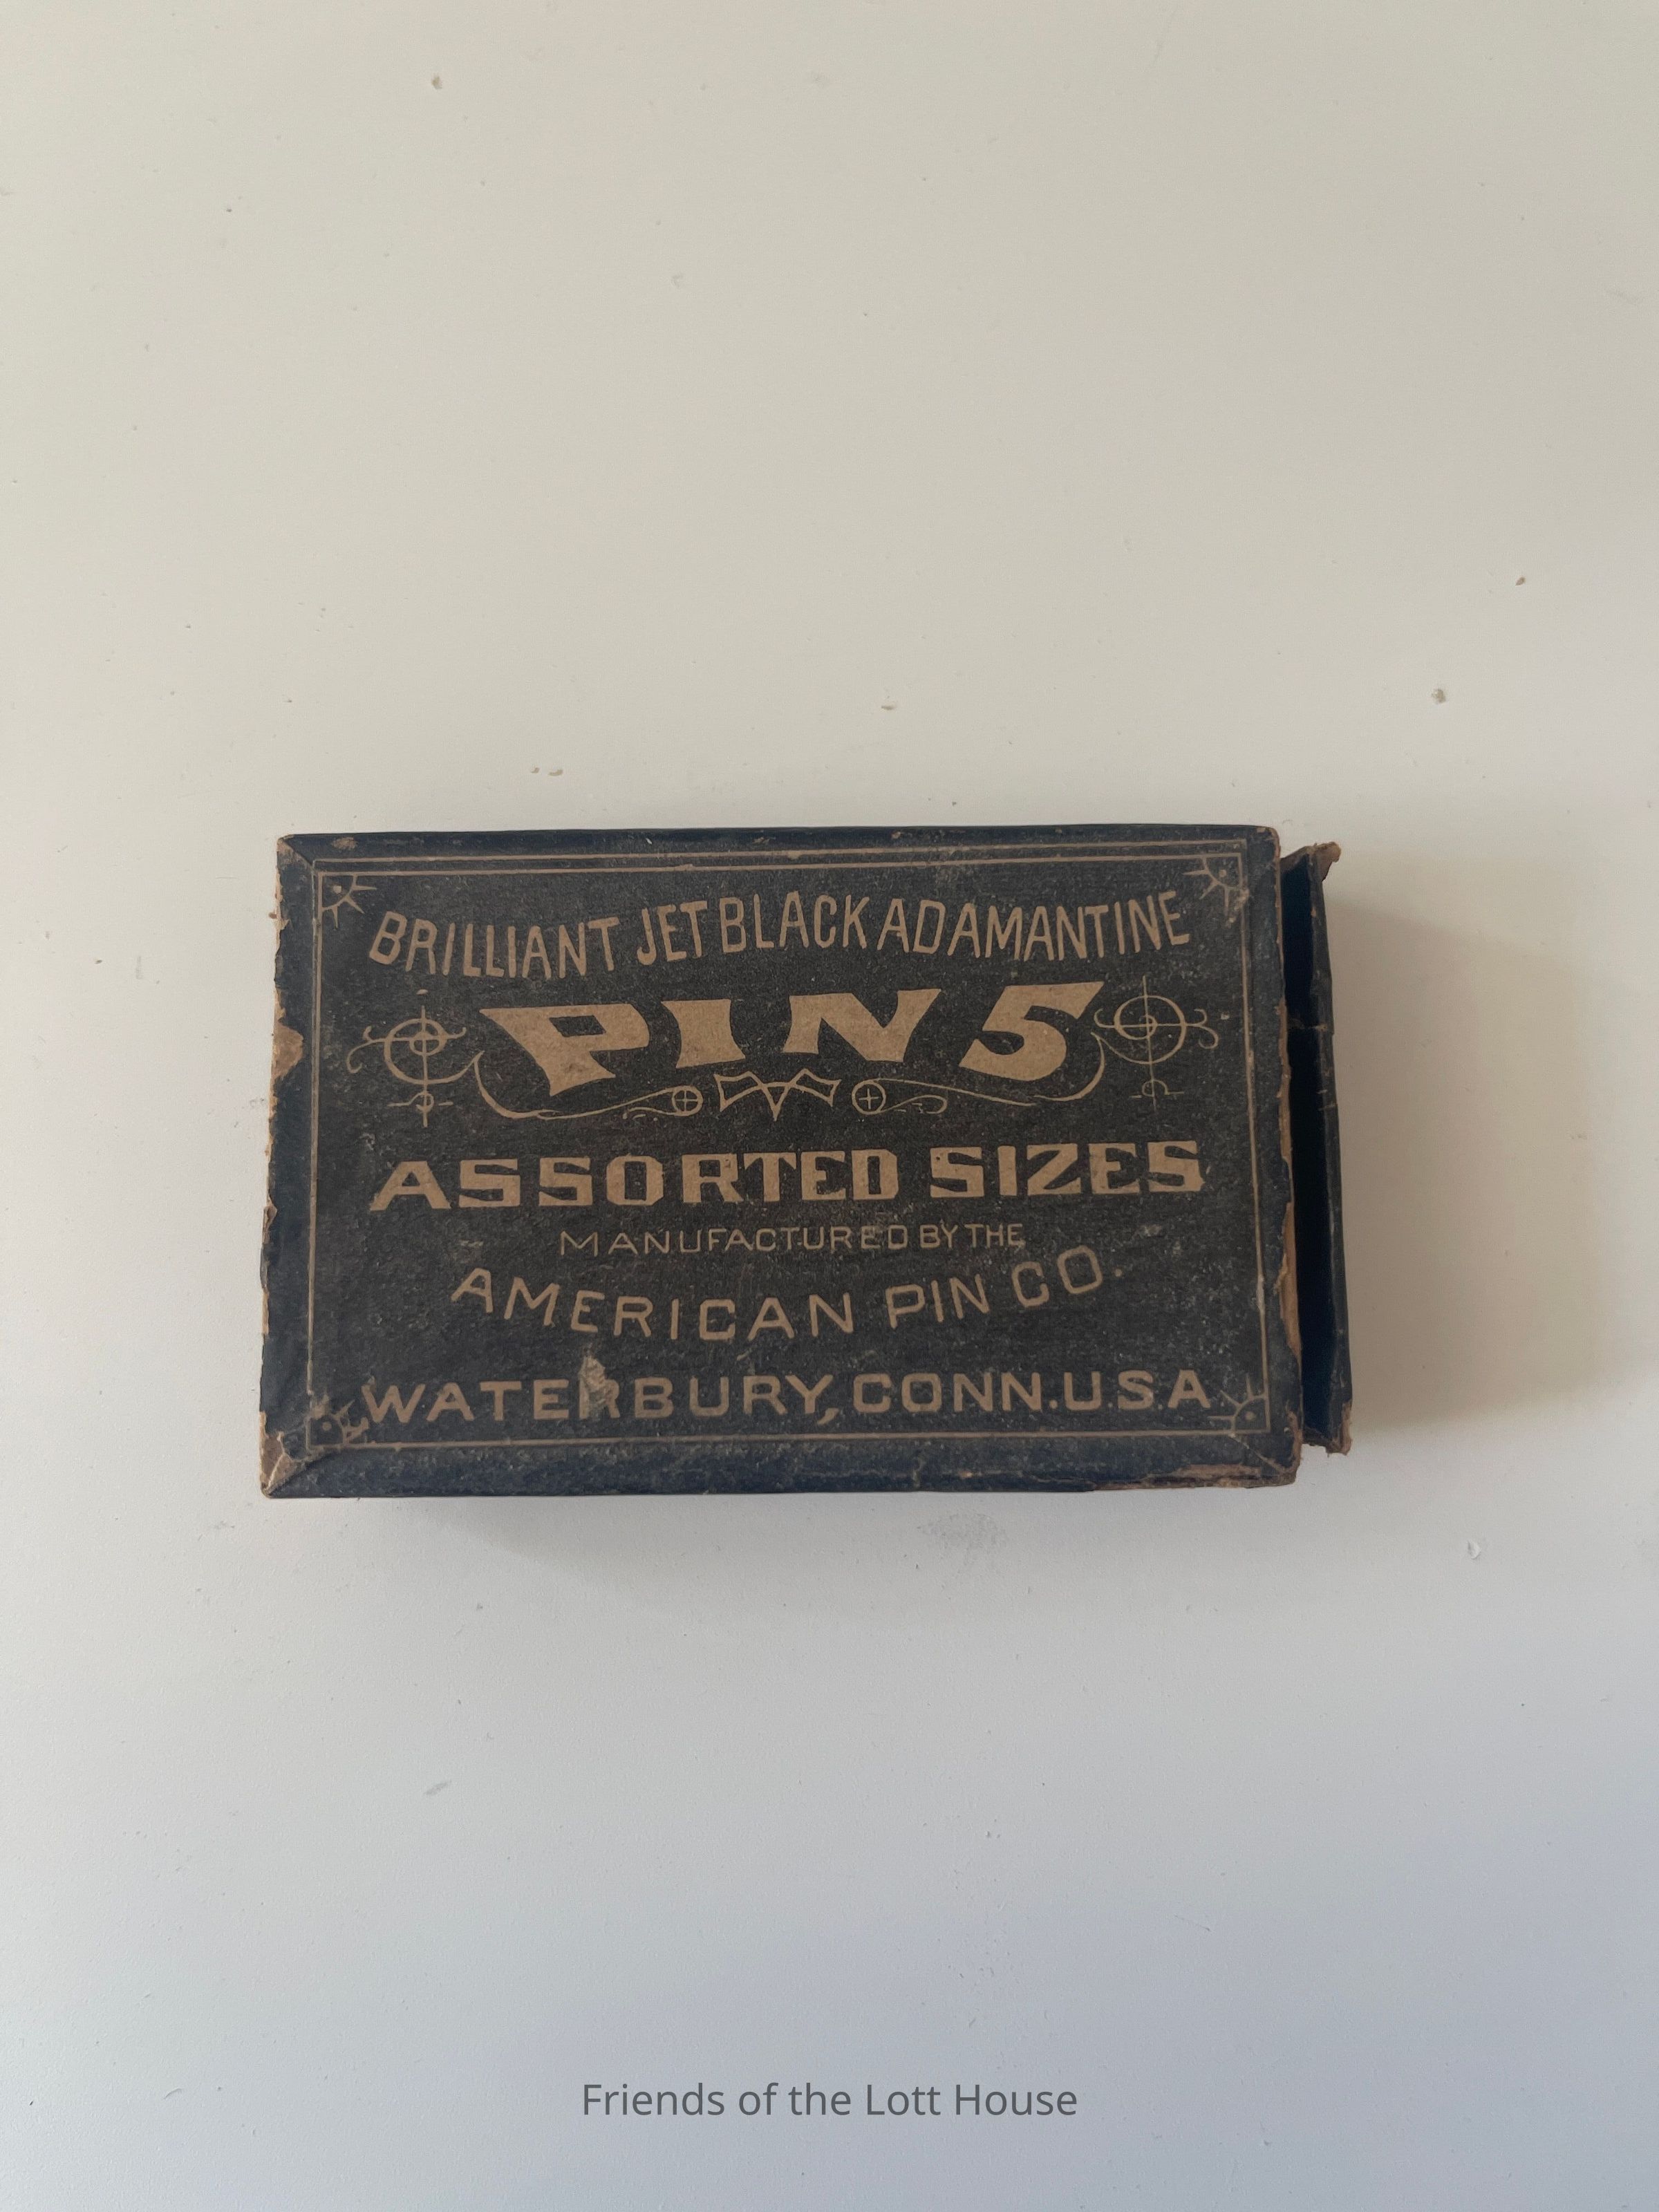 BRILLIANT JET BLACK ADAMANTINE
PINS
ASSORTED SIZES
MANUFACTURED BY THE
AMERICAN PIN CO.
WATERBURY, CONN. U.S.A
Friends of the Lott House